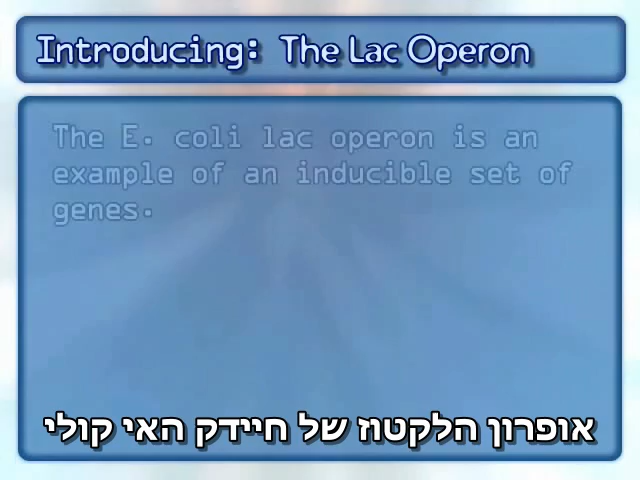 Introducing: The Lac Operon
The E. coli lac operon is an
example of an inducible set of
genes.
אופרון הלקטוז של חיידק האי קולי